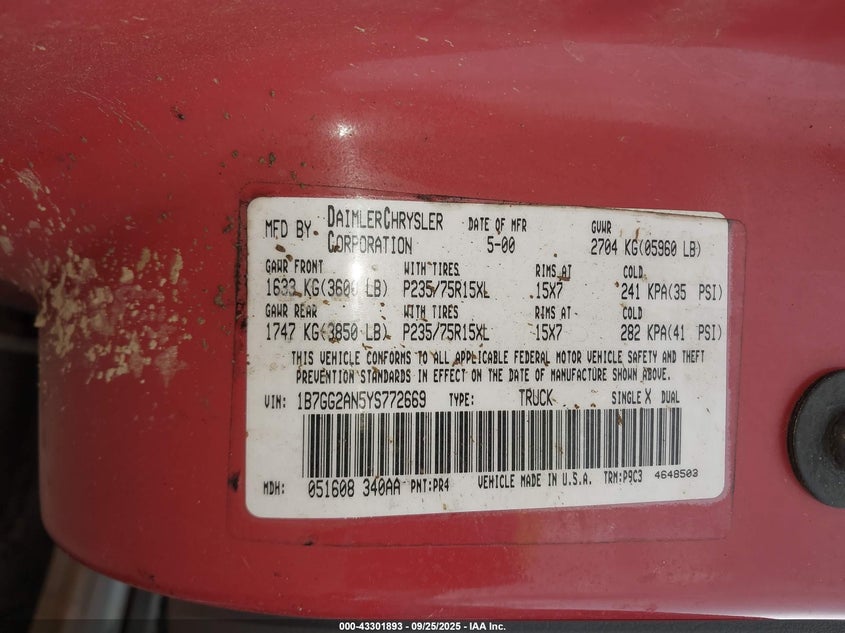 MFD BY DAIMLERCHRYSLER CORPORATION DATE OF MFR 5-00 GVWR 2704 KG(05960 LB)
GAWR FRONT WITH TIRES RIMS AT COLD
1633 KG(3600 LB) P235/75R15XL 15X7 241 KPA(35 PSI)
GAWR REAR WITH TIRES RIMS AT COLD
1747 KG(3850 LB) P235/75R15XL 15X7 282 KPA(41 PSI)
THIS VEHICLE CONFORMS TO ALL APPLICABLE FEDERAL MOTOR VEHICLE SAFETY AND THEFT
PREVENTION STANDARDS IN EFFECT ON THE DATE OF MANUFACTURE SHOWN ABOVE.
VIN: 1B7GG2AN5YS772669 TYPE: TRUCK SINGLE X DUAL
MDH: 051608 340AA PNT:PR4 VEHICLE MADE IN U.S.A. TRM:P9C3 4648503
000-43301893 - 09/25/2025 - IAA Inc.